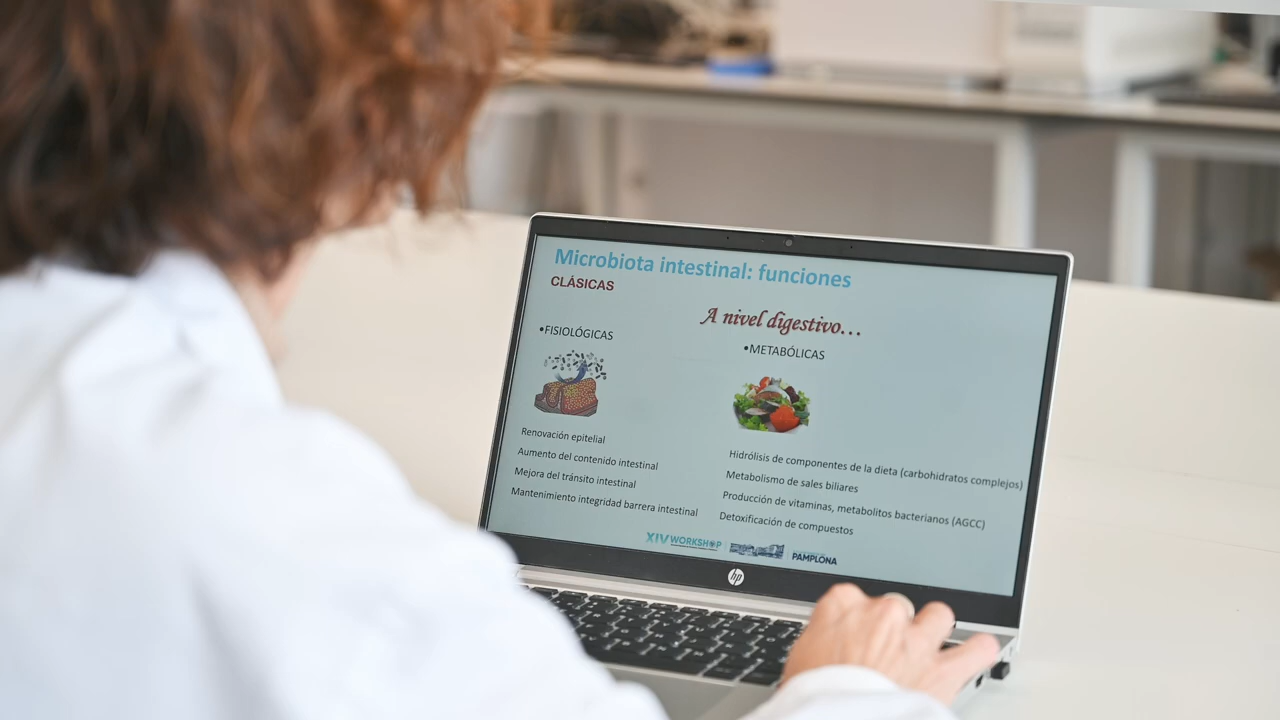 Microbiota intestinal: funciones
CLÁSICAS
A nivel digestivo...
•FISIOLÓGICAS
•METABÓLICAS
Renovación epitelial
Aumento del contenido intestinal
Mejora del tránsito intestinal
Mantenimiento integridad barrera intestinal
Hidrólisis de componentes de la dieta (carbohidratos complejos)
Metabolismo de sales biliares
Producción de vitaminas, metabolitos bacterianos (AGCC)
Detoxificación de compuestos
XIV WORKSHOP
PAMPLONA
hp